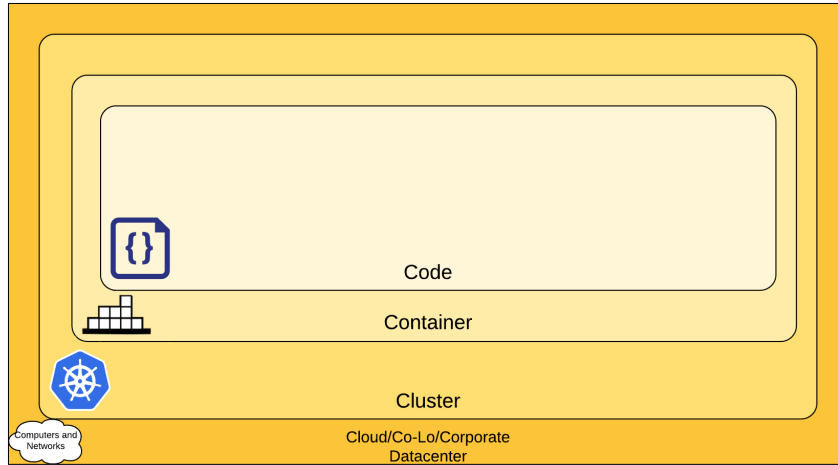 {}
Code
Container
Cluster
Computers and
Networks
Cloud/Co-Lo/Corporate
Datacenter